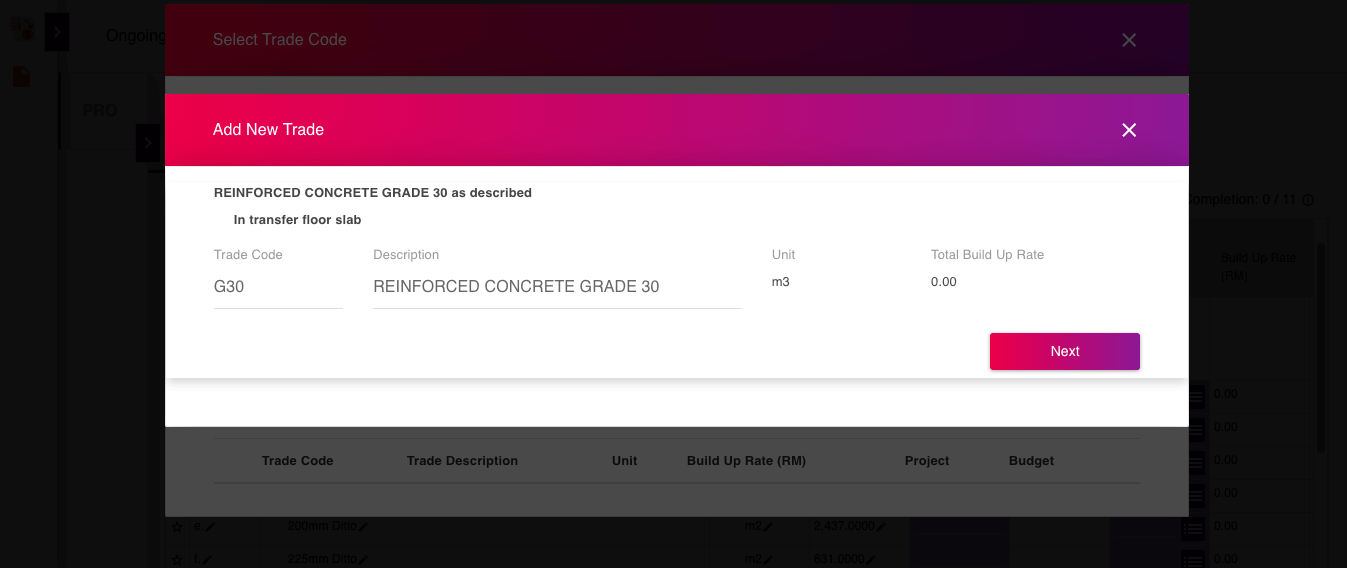 Ongoing
Select Trade Code
PRO
Add New Trade
REINFORCED CONCRETE GRADE 30 as described
In transfer floor slab
Completion: 0 / 11
Trade Code Description Unit Total Build Up Rate
G30 REINFORCED CONCRETE GRADE 30 m3 0.00
Build Up Rate
(RM)
Next
0.00
0.00
Trade Code Trade Description Unit Build Up Rate (RM) Project Budget
0.00
0.00
e. 200mm Ditto m2 2,437.0000 0.00
225mm Ditto m2 631.0000 0.00